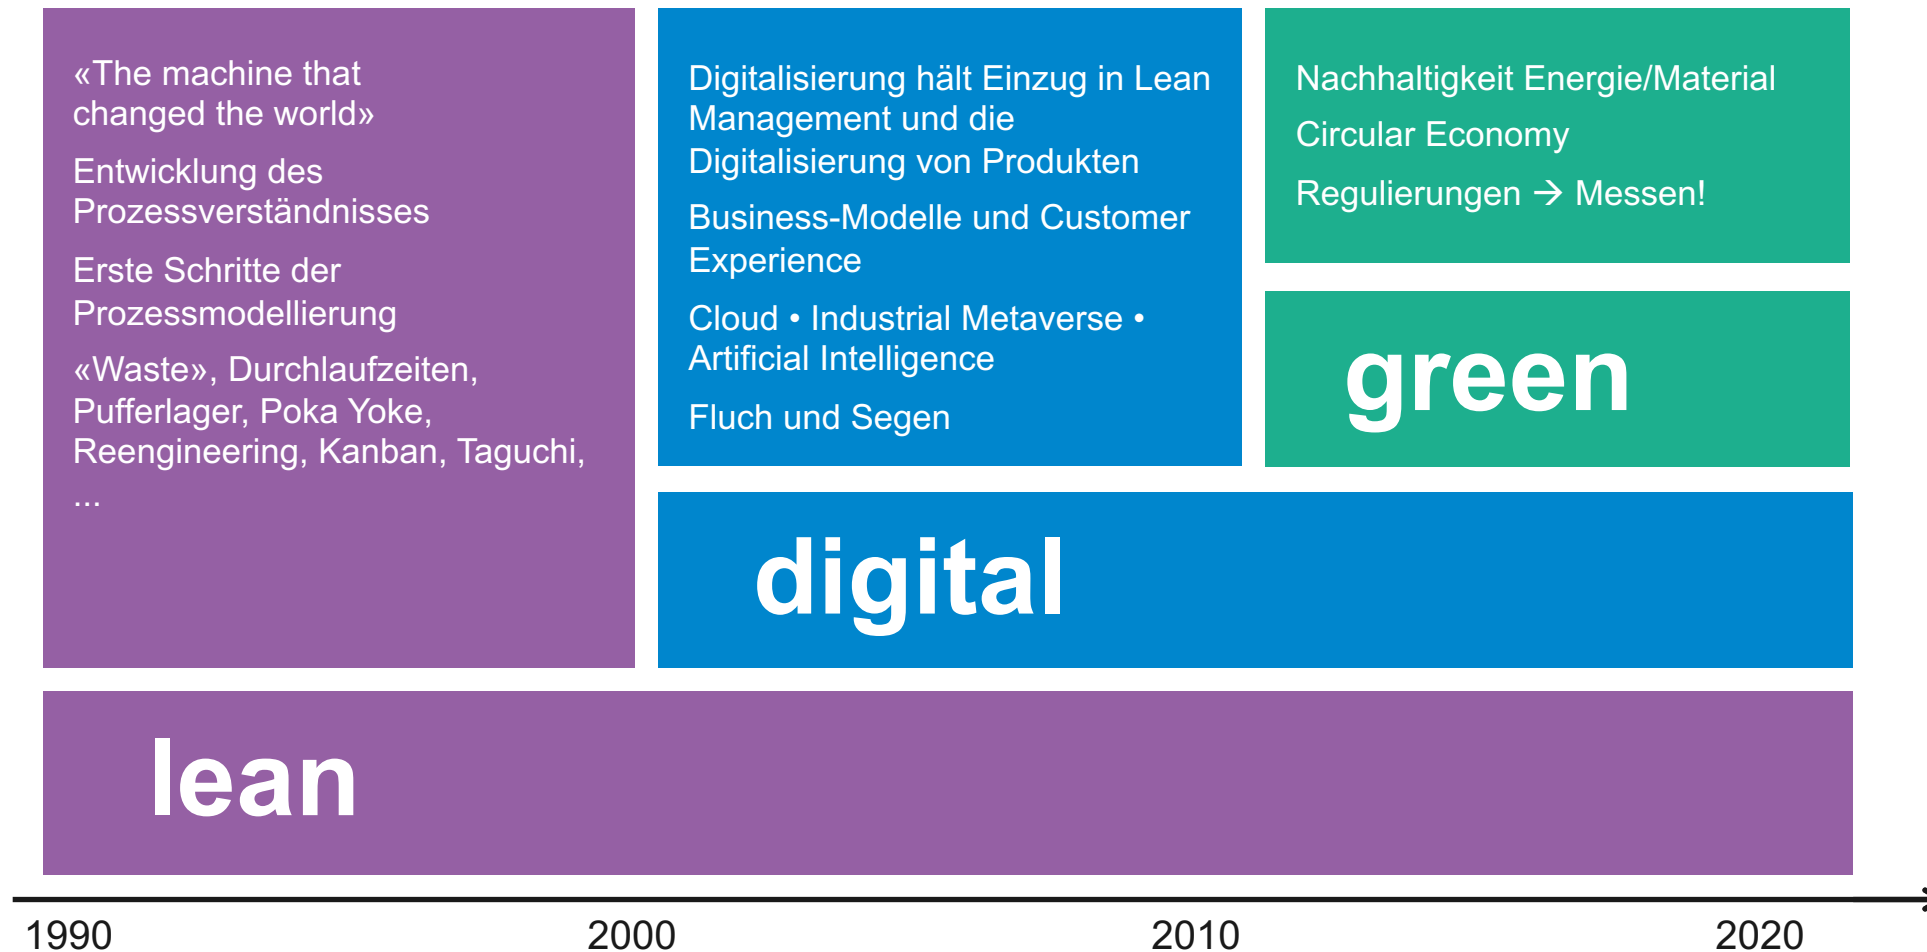 «The machine that
changed the world»
Entwicklung des
Prozessverständnisses
Erste Schritte der
Prozessmodellierung
«Waste», Durchlaufzeiten,
Pufferlager, Poka Yoke,
Reengineering, Kanban, Taguchi,
...
Digitalisierung hält Einzug in Lean
Management und die
Digitalisierung von Produkten
Business-Modelle und Customer
Experience
Cloud • Industrial Metaverse •
Artificial Intelligence
Fluch und Segen
Nachhaltigkeit Energie/Material
Circular Economy
Regulierungen → Messen!
green
digital
lean
1990 2000 2010 2020